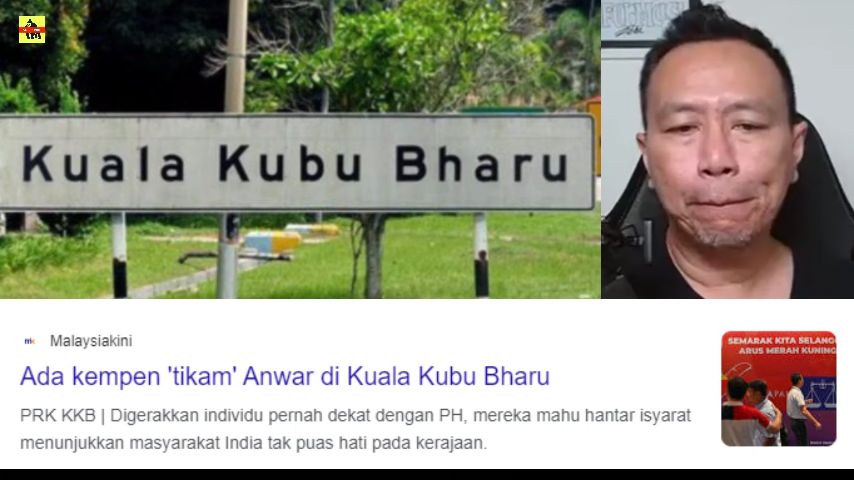 Kuala Kubu Bharu
Malaysiakini
Ada kempen 'tikam' Anwar di Kuala Kubu Bharu
PRK KKB | Digerakkan individu pernah dekat dengan PH, mereka mahu hantar isyarat
menunjukkan masyarakat India tak puas hati pada kerajaan.
SEMARAK KITA SELANGO
ARUS MERAH KUNING